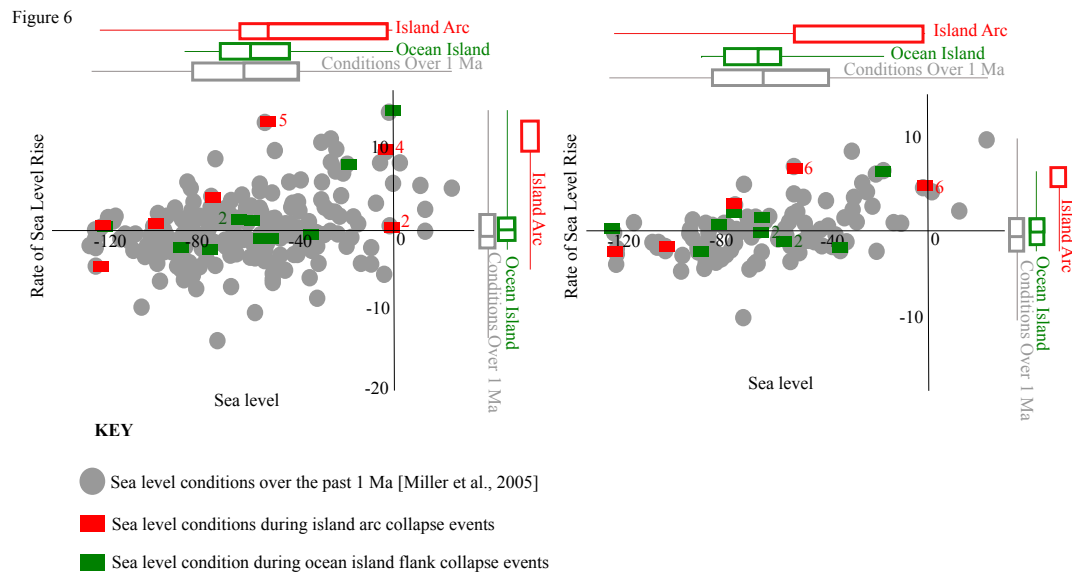 Figure 6
Island Arc
Ocean Island
Conditions Over 1 Ma
Rate of Sea Level Rise
10
-10
-20
-120
-80
-40
0
5
4
2
2
Sea level
Conditions Over 1 Ma
Ocean Island
Island Arc
Island Arc
Ocean Island
Conditions Over 1 Ma
Rate of Sea Level Rise
10
-10
-120
-80
-40
0
6
6
2
2
Sea level
Conditions Over 1 Ma
Ocean Island
Island Arc
KEY
Sea level conditions over the past 1 Ma [Miller et al., 2005]
Sea level conditions during island arc collapse events
Sea level condition during ocean island flank collapse events